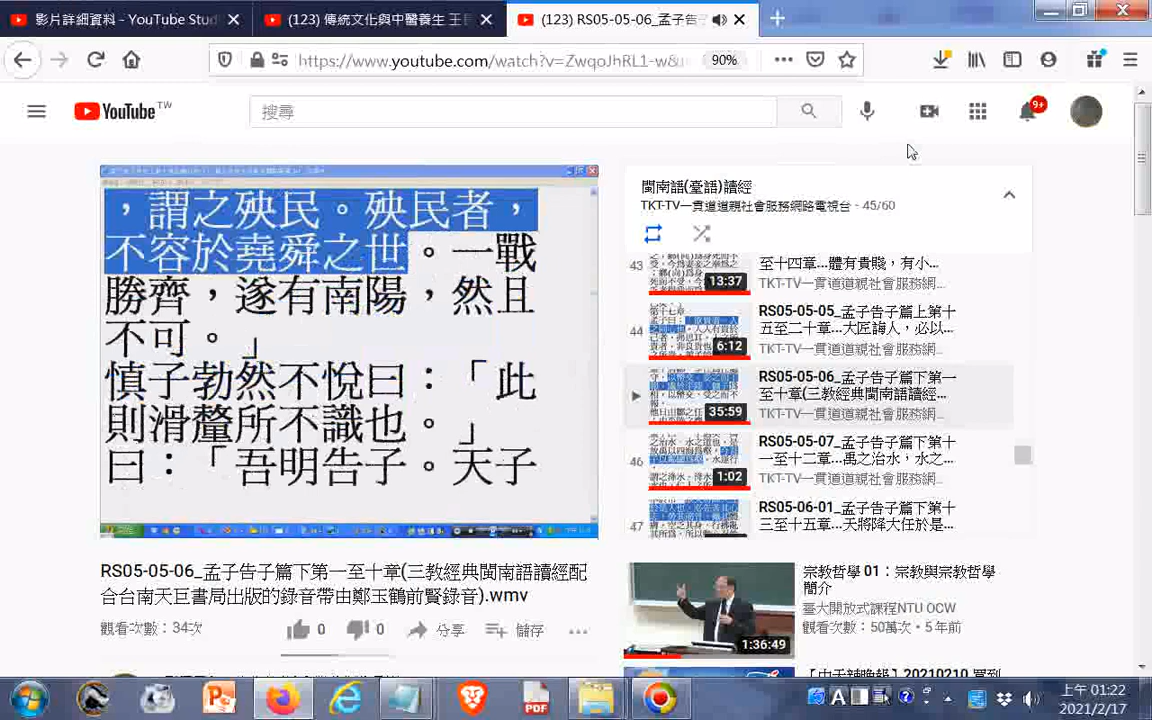 影片詳細資料 - YouTube Stud
(123) 傳統文化與中醫養生 王
(123) RS05-05-06_孟子告子
https://www.youtube.com/watch?v=ZwqoJhRL1-w&u
90%
YouTube TW
搜尋
9+
，謂之殃民。殃民者，
不容於堯舜之世。一戰
勝齊，遂有南陽，然且
不可。」
慎子勃然不悅曰：「此
則滑釐所不識也。」
曰：「吾明告子。天子
RS05-05-06_孟子告子篇下第一至十章(三教經典閩南語讀經配
合台南天巨書局出版的錄音帶由鄭玉鶴前賢錄音).wmv
觀看次數：34次
0
0
分享
儲存
閩南語(臺語)讀經
TKT-TV一貫道道親社會服務網路電視台 - 45/60
43
13:37
至十四章...體有貴賤，有小...
TKT-TV一貫道道親社會服務網...
44
6:12
RS05-05-05_孟子告子篇上第十
五至二十章...大匠誨人，必以...
TKT-TV一貫道道親社會服務網...
35:59
RS05-05-06_孟子告子篇下第一
至十章(三教經典閩南語讀經...
TKT-TV一貫道道親社會服務網...
46
1:02
RS05-05-07_孟子告子篇下第十
一至十二章...禹之治水，水之...
TKT-TV一貫道道親社會服務網...
47
RS05-06-01_孟子告子篇下第十
三至十五章...天將降大任於是...
1:36:49
宗教哲學 01：宗教與宗教哲學
簡介
臺大開放式課程NTU OCW
觀看次數：50萬次 · 5 年前
上午 01:22
2021/2/17